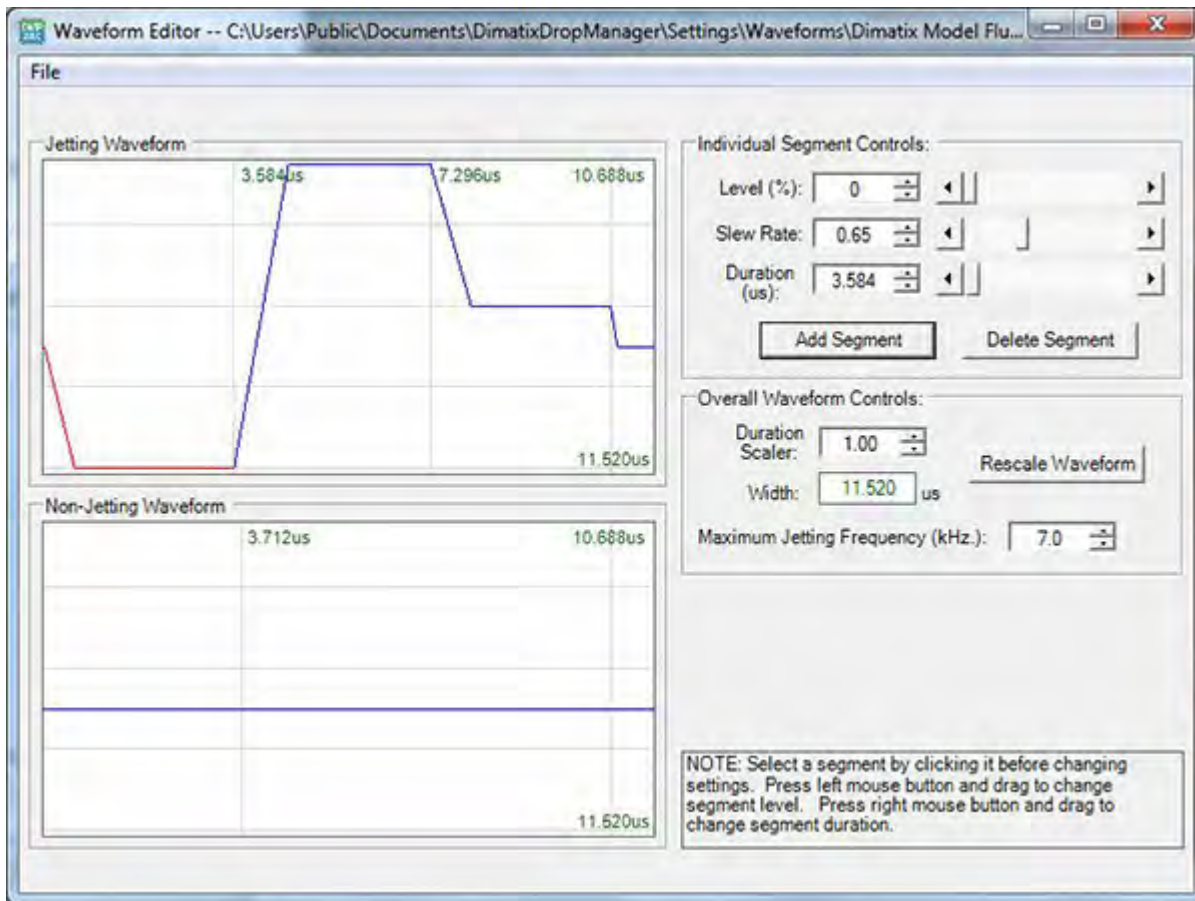 Waveform Editor -- C:\Users\Public\Documents\DimatixDropManager\Settings\Waveforms\Dimatix Model Flu...
File
Jetting Waveform
3.584us
7.296us
10.688us
11.520us
Non-Jetting Waveform
3.712us
10.688us
11.520us
Individual Segment Controls:
Level (%): 0
Slew Rate: 0.65
Duration
(us): 3.584
Add Segment
Delete Segment
Overall Waveform Controls:
Duration
Scaler: 1.00
Rescale Waveform
Width: 11.520 us
Maximum Jetting Frequency (kHz.): 7.0
NOTE: Select a segment by clicking it before changing
settings. Press left mouse button and drag to change
segment level. Press right mouse button and drag to
change segment duration.